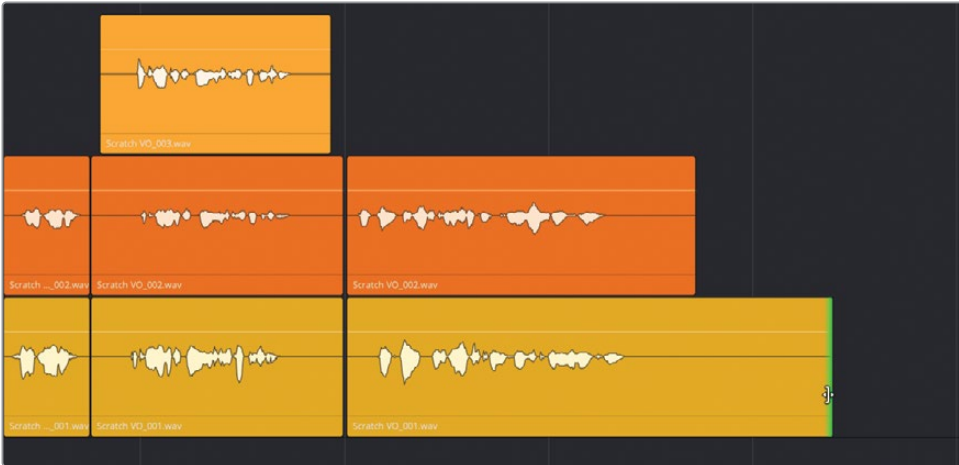 Scratch VO_003.wav
Scratch ..._002.wav
Scratch VO_002.wav
Scratch VO_002.wav
Scratch ..._001.wav
Scratch VO_001.wav
Scratch VO_001.wav